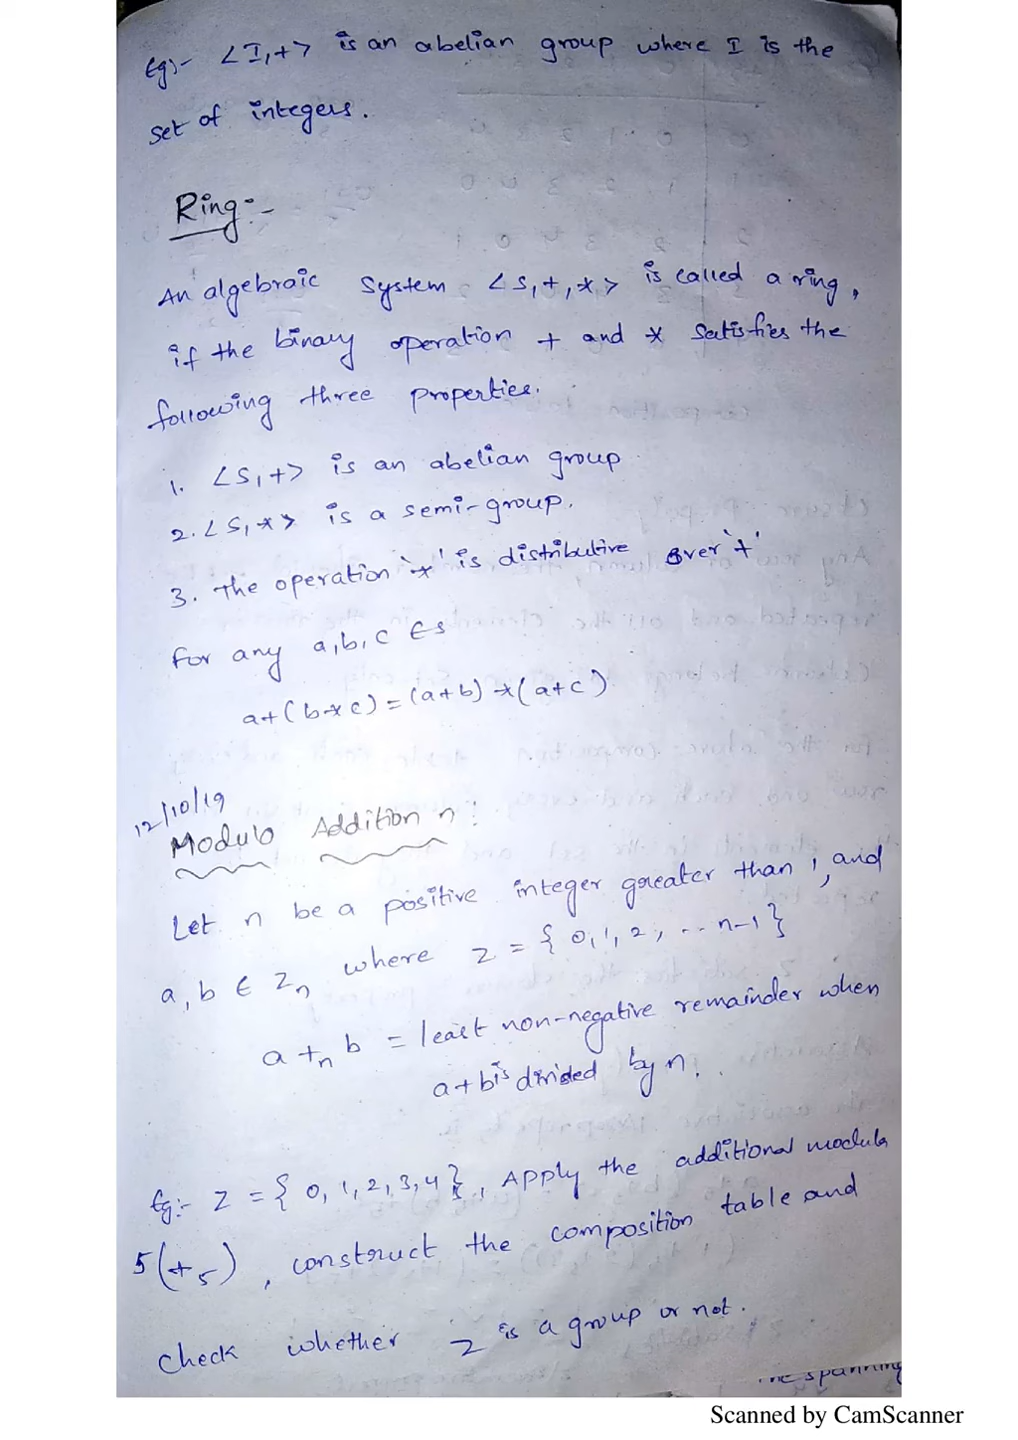 Eg:- <I,+> is an abelian group where I is the
set of integers.
Ring:-
An algebraic system <S,+,*> is called a ring,
if the binary operation + and * satisfies the
following three properties.
1. <S,+> is an abelian group
2. <S,*> is a semi-group.
3. The operation '*' is distributive over '+'
For any a,b,c ∈ s
a+(b*c)=(a+b)*(a+c)
12/10/19
Modulo Addition n:
Let n be a positive integer greater than 1, and
a,b ∈ Zn where z = {0,1,2,..n-1}
a +n b = least non-negative remainder when
a+b is divided by n.
Eg:- Z = {0,1,2,3,4}, Apply the additional modula
5(+5), construct the composition table and
check whether z is a group or not.
spanning
Scanned by CamScanner